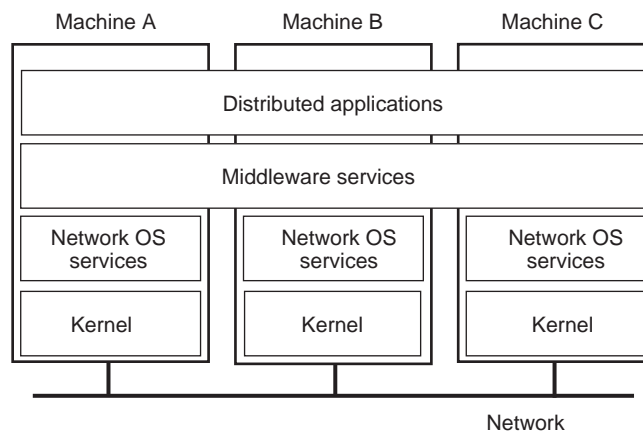 Machine A
Machine B
Machine C
Distributed applications
Middleware services
Network OS
services
Network OS
services
Network OS
services
Kernel
Kernel
Kernel
Network